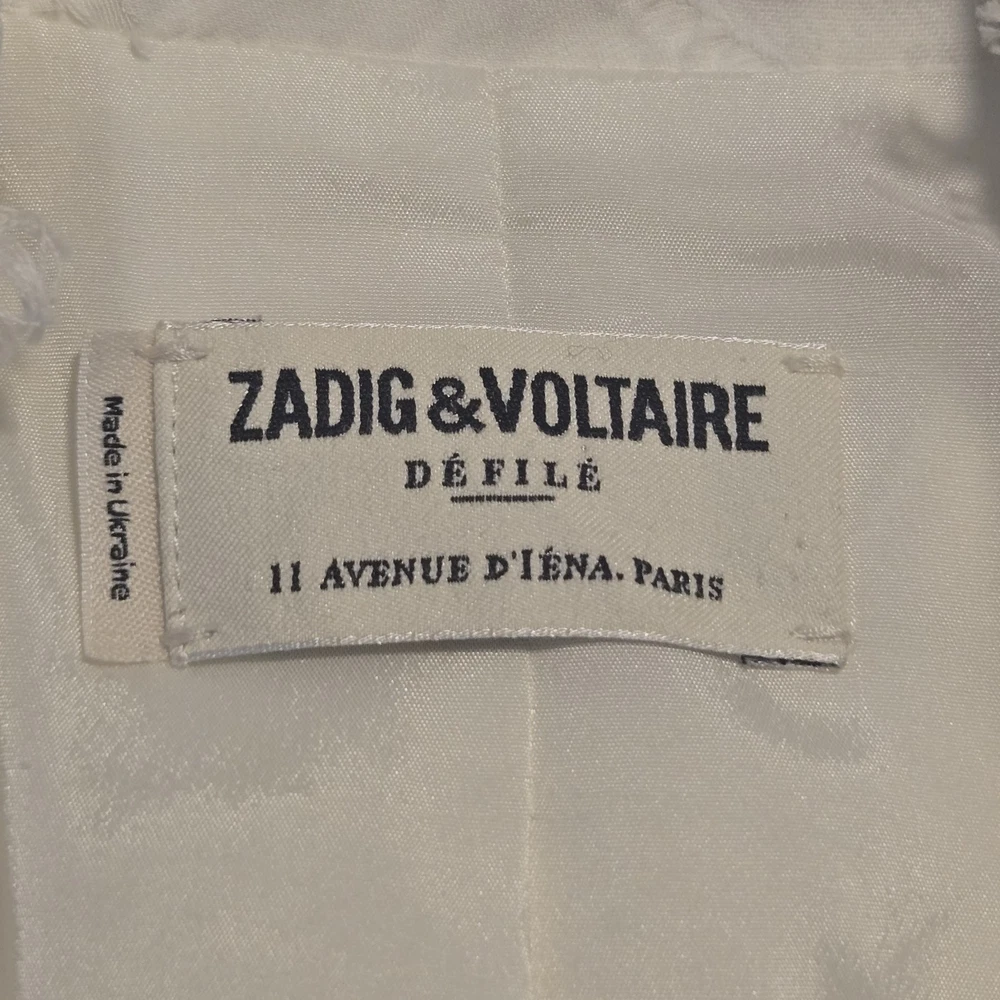 ZADIG & VOLTAIRE
DÉFILÉ
11 AVENUE D'IÉNA. PARIS
Made in Ukraine